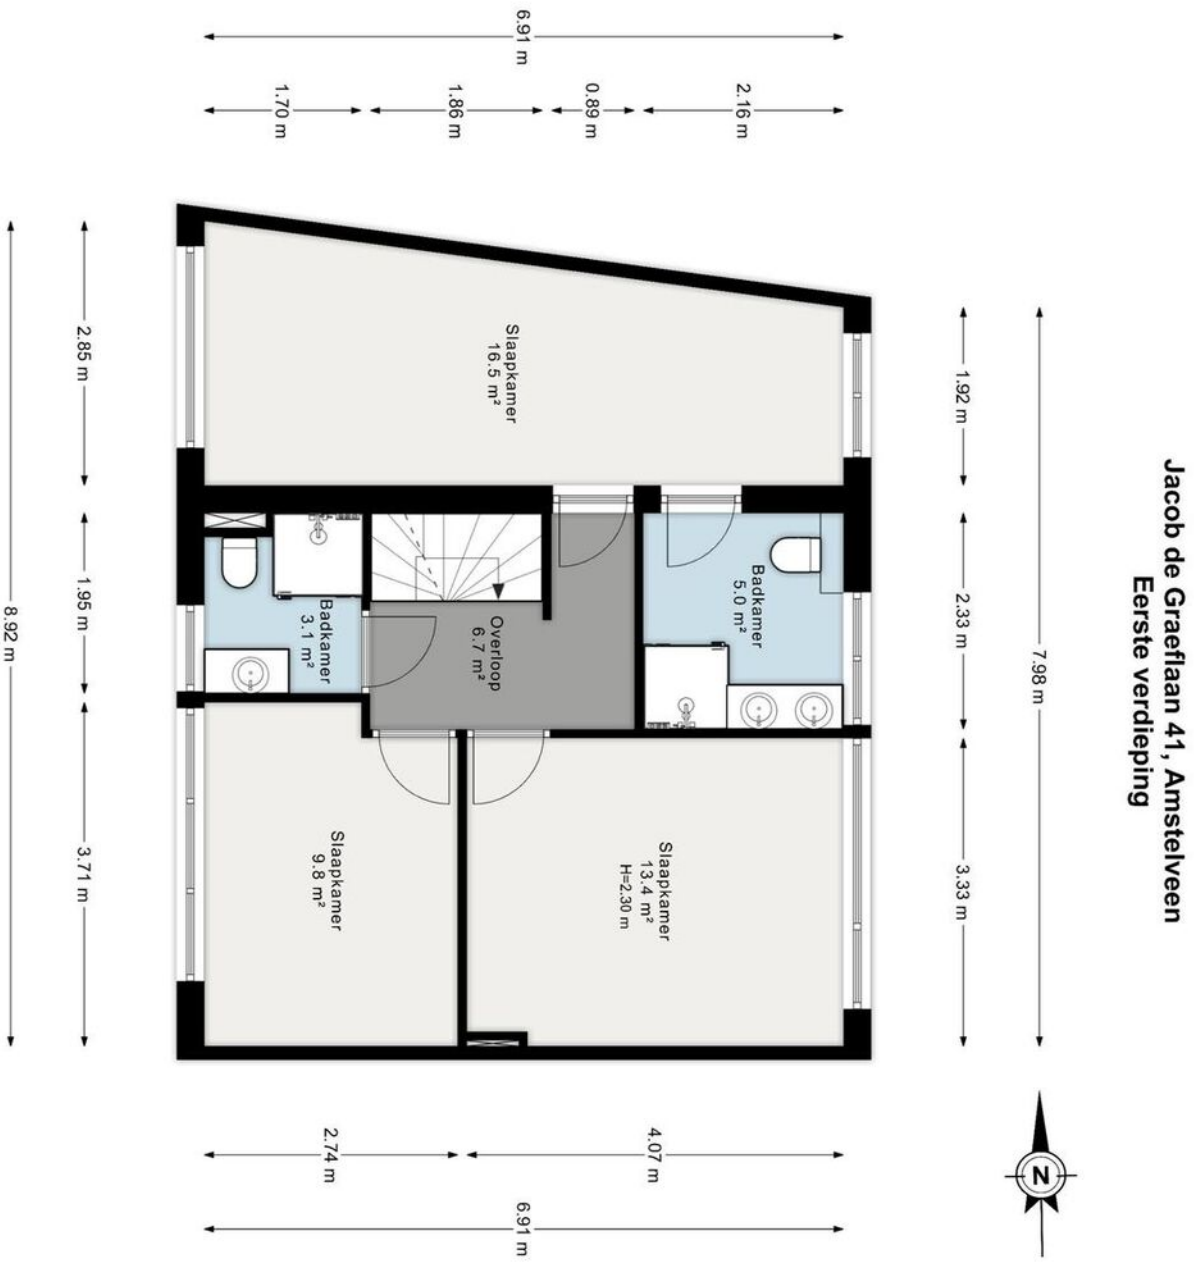 Jacob de Graeflaan 41, Amstelveen
Eerste verdieping
6.91 m
1.70 m
1.86 m
0.89 m
2.16 m
8.92 m
2.85 m
1.95 m
3.71 m
1.92 m
2.33 m
3.33 m
7.98 m
Slaapkamer
16.5 m²
Badkamer
3.1 m²
Overloop
6.7 m²
Badkamer
5.0 m²
Slaapkamer
9.8 m²
Slaapkamer
13.4 m²
H=2.30 m
2.74 m
4.07 m
6.91 m
N